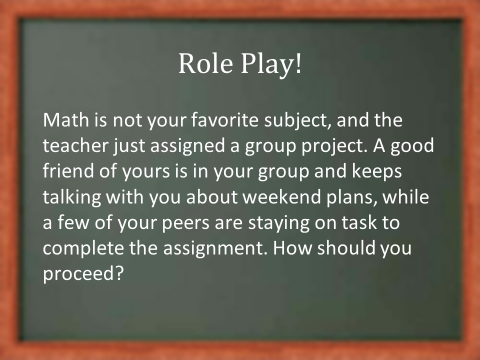 Role Play!
Math is not your favorite subject, and the
teacher just assigned a group project. A good
friend of yours is in your group and keeps
talking with you about weekend plans, while
a few of your peers are staying on task to
complete the assignment. How should you
proceed?